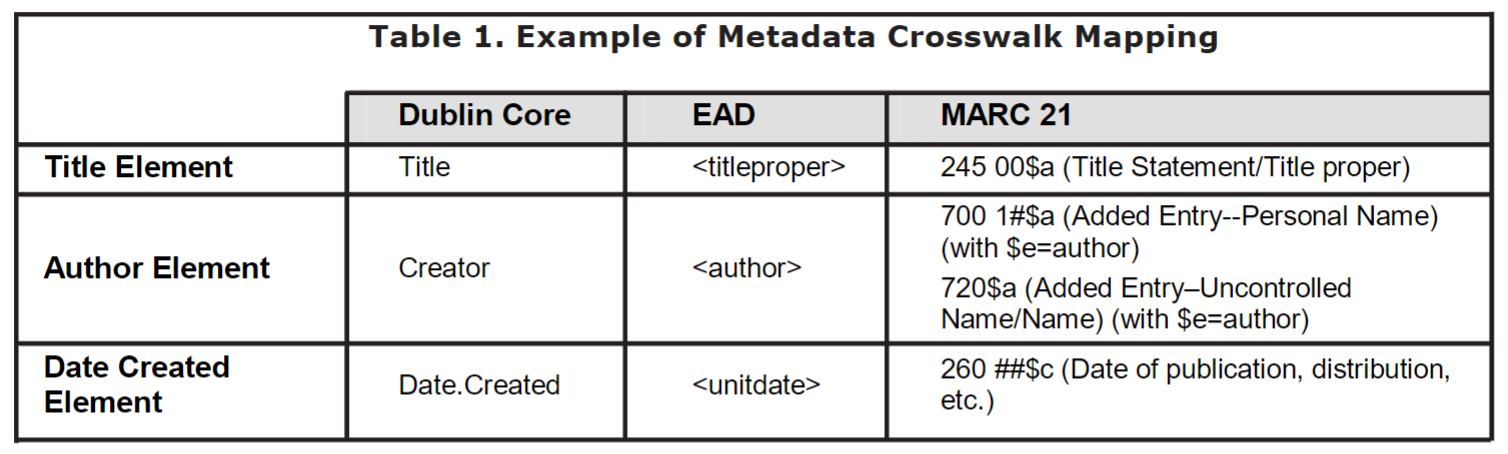 Table 1. Example of Metadata Crosswalk Mapping
Dublin Core EAD MARC 21
Title Element Title <titleproper> 245 00$a (Title Statement/Title proper)
Author Element Creator <author> 700 1#$a (Added Entry--Personal Name)
(with $e=author)
720$a (Added Entry–Uncontrolled
Name/Name) (with $e=author)
Date Created
Element Date.Created <unitdate> 260 ##$c (Date of publication, distribution,
etc.)